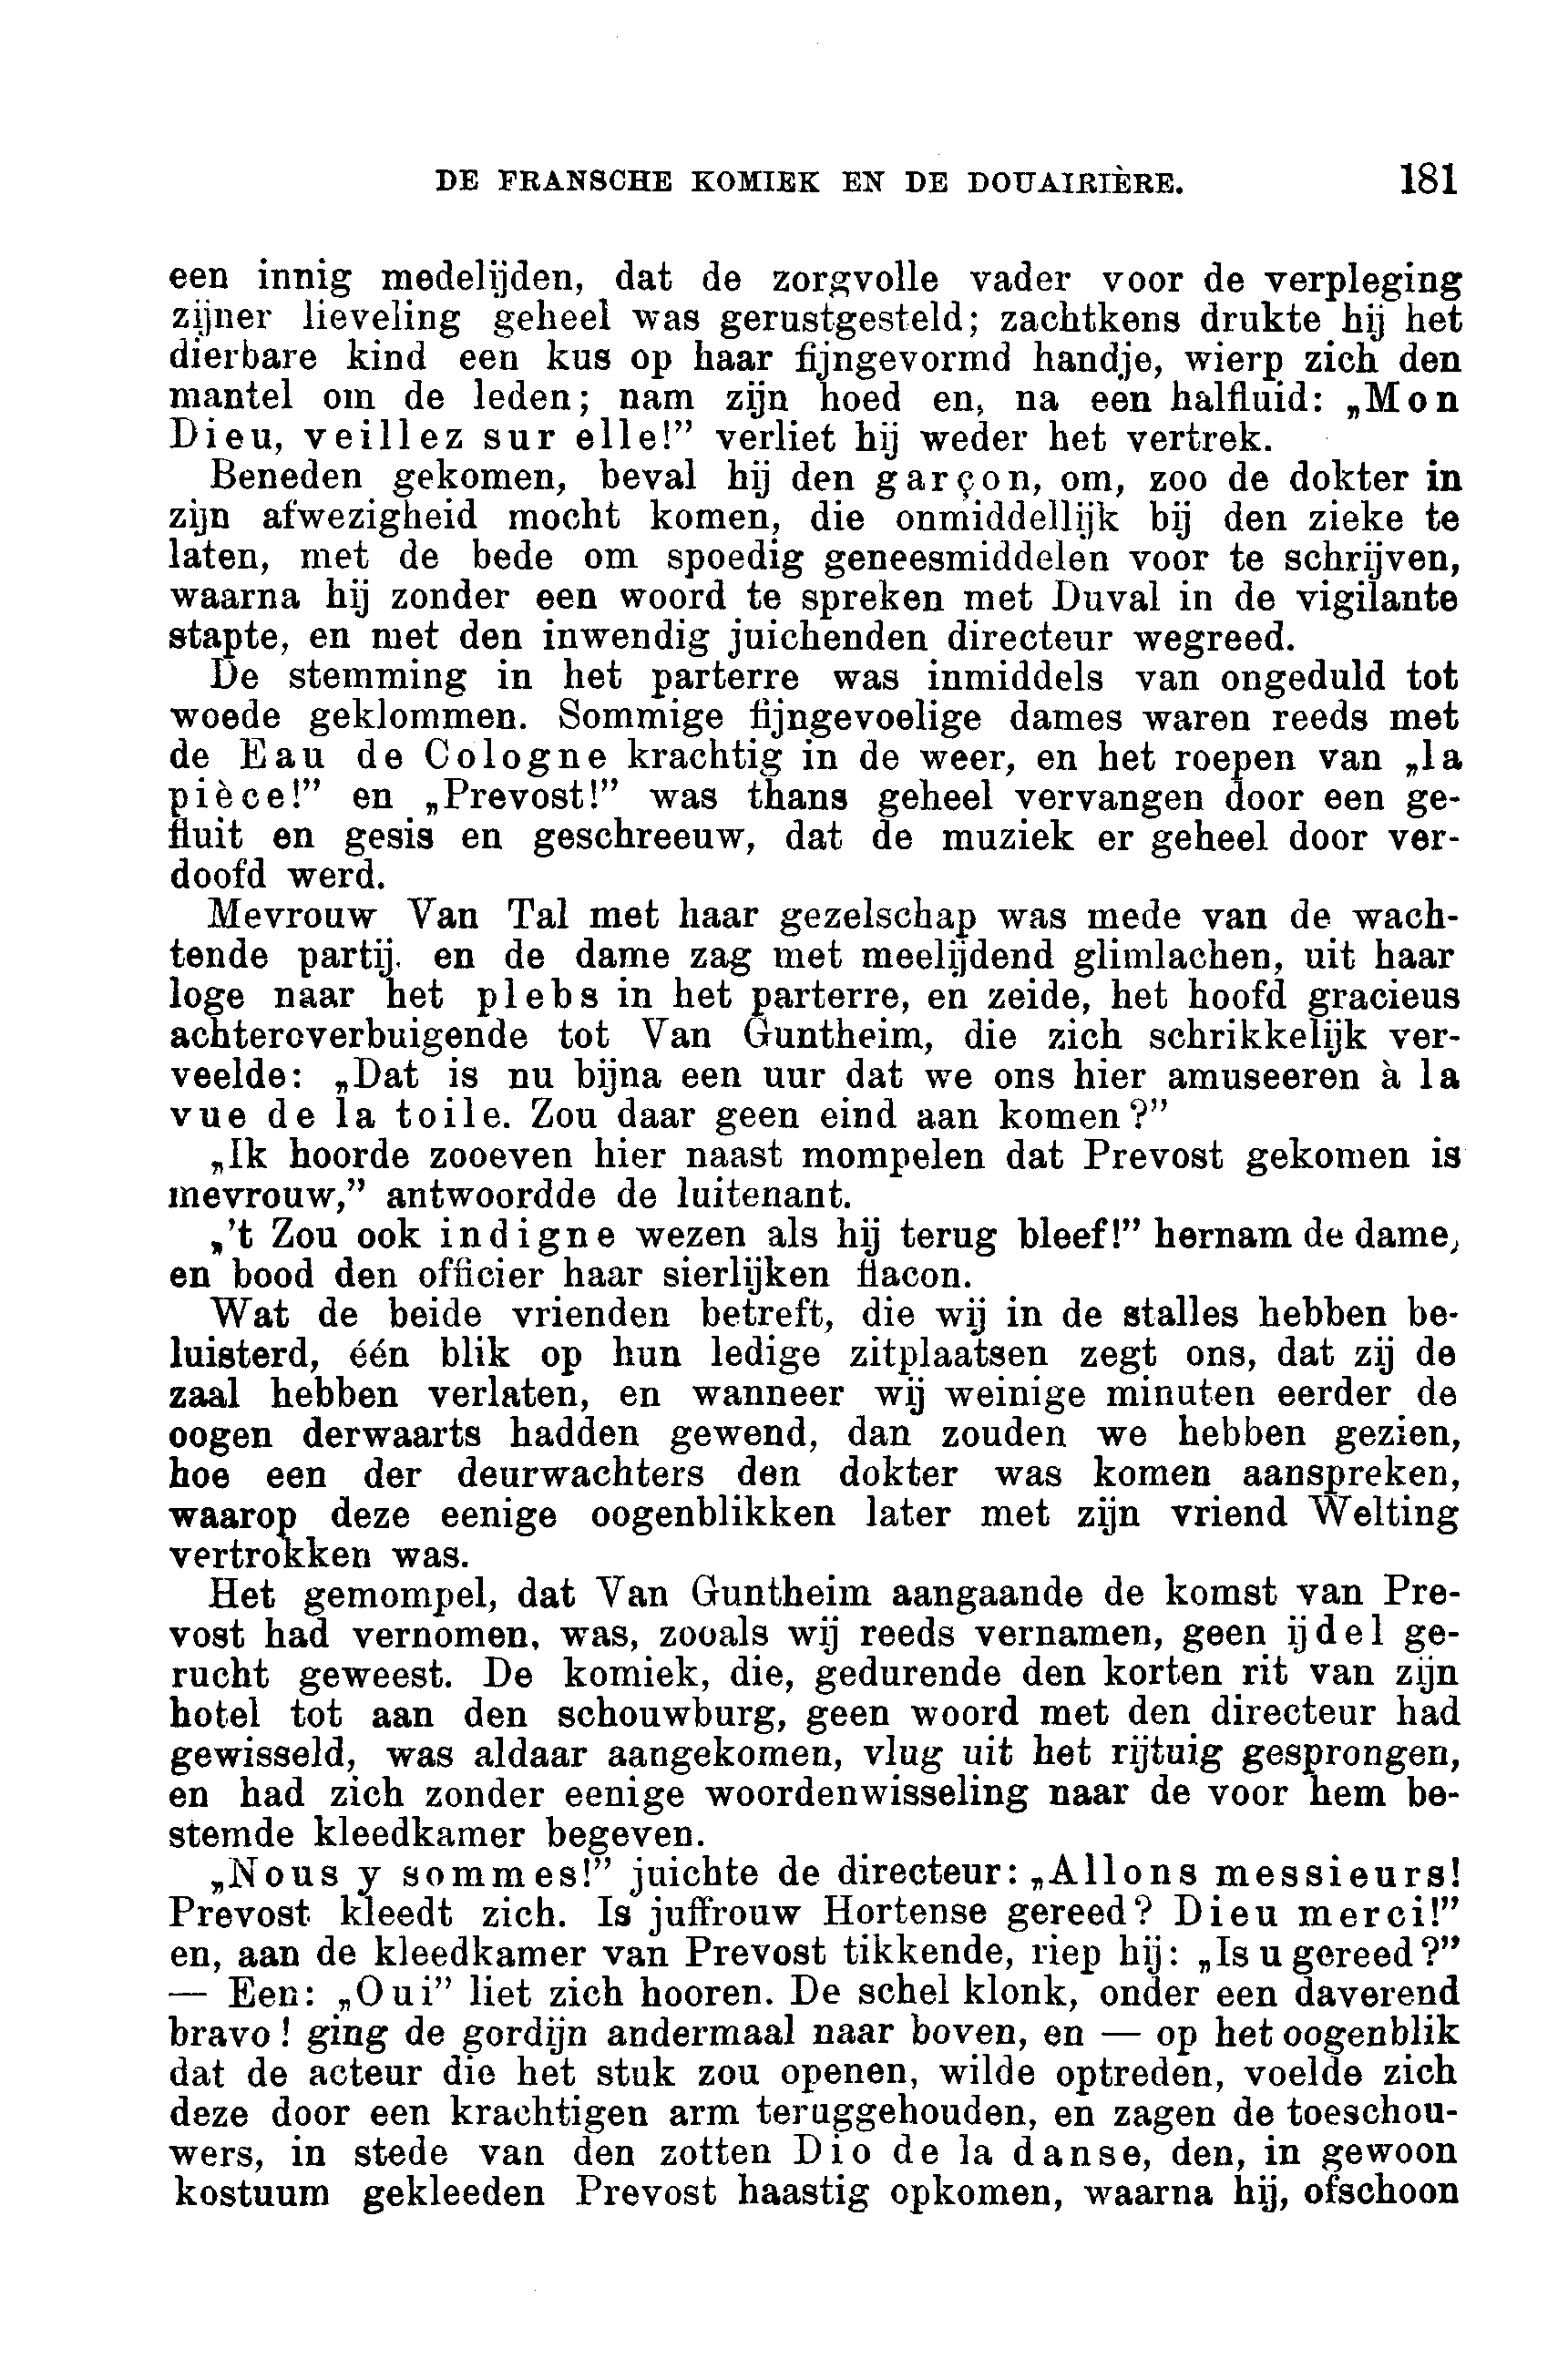 DE FRANSCHE KOMIEK EN DE DOUAIRIÈRE. 181
een innig medelijden, dat de zorgvolle vader voor de verpleging
zijner lieveling geheel was gerustgesteld; zachtkens drukte hij het
dierbare kind een kus op haar fijngevormd handje, wierp zich den
mantel om de leden; nam zijn hoed en, na een halfluid: „Mon
Dieu, veillez sur elle!” verliet hij weder het vertrek.
Beneden gekomen, beval hij den garçon, om, zoo de dokter in
zijn afwezigheid mocht komen, die onmiddellijk bij den zieke te
laten, met de bede om spoedig geneesmiddelen voor te schrijven,
waarna hij zonder een woord te spreken met Duval in de vigilante
stapte, en met den inwendig juichenden directeur wegreed.
De stemming in het parterre was inmiddels van ongeduld tot
woede geklommen. Sommige fijngevoelige dames waren reeds met
de Eau de Cologne krachtig in de weer, en het roepen van „la
pièce!” en „Prevost!” was thans geheel vervangen door een ge-
fluit en gesis en geschreeuw, dat de muziek er geheel door ver-
doofd werd.
Mevrouw Van Tal met haar gezelschap was mede van de wach-
tende partij. en de dame zag met meelijdend glimlachen, uit haar
loge naar het plebs in het parterre, en zeide, het hoofd gracieus
achteroverbuigende tot Van Guntheim, die zich schrikkelijk ver-
veelde: „Dat is nu bijna een uur dat we ons hier amuseeren à la
vue de la toile. Zou daar geen eind aan komen?”
„Ik hoorde zooeven hier naast mompelen dat Prevost gekomen is
mevrouw,” antwoordde de luitenant.
„'t Zou ook indigne wezen als hij terug bleef!” hernam de dame,
en bood den officier haar sierlijken flacon.
Wat de beide vrienden betreft, die wij in de stalles hebben be-
luisterd, één blik op hun ledige zitplaatsen zegt ons, dat zij de
zaal hebben verlaten, en wanneer wij weinige minuten eerder de
oogen derwaarts hadden gewend, dan zouden we hebben gezien,
hoe een der deurwachters den dokter was komen aanspreken,
waarop deze eenige oogenblikken later met zijn vriend Welting
vertrokken was.
Het gemompel, dat Van Guntheim aangaande de komst van Pre-
vost had vernomen, was, zooals wij reeds vernamen, geen ijdel ge-
rucht geweest. De komiek, die, gedurende den korten rit van zijn
hotel tot aan den schouwburg, geen woord met den directeur had
gewisseld, was aldaar aangekomen, vlug uit het rijtuig gesprongen,
en had zich zonder eenige woordenwisseling naar de voor hem be-
stemde kleedkamer begeven.
„Nous y sommes!” juichte de directeur: „Allons messieurs!
Prevost kleedt zich. Is juffrouw Hortense gereed? Dieu merci!”
en, aan de kleedkamer van Prevost tikkende, riep hij: „Is u gereed?”
— Een: „Oui” liet zich hooren. De schel klonk, onder een daverend
bravo! ging de gordijn andermaal naar boven, en — op het oogenblik
dat de acteur die het stuk zou openen, wilde optreden, voelde zich
deze door een krachtigen arm teruggehouden, en zagen de toeschou-
wers, in stede van den zotten Dio de la danse, den, in gewoon
kostuum gekleeden Prevost haastig opkomen, waarna hij, ofschoon